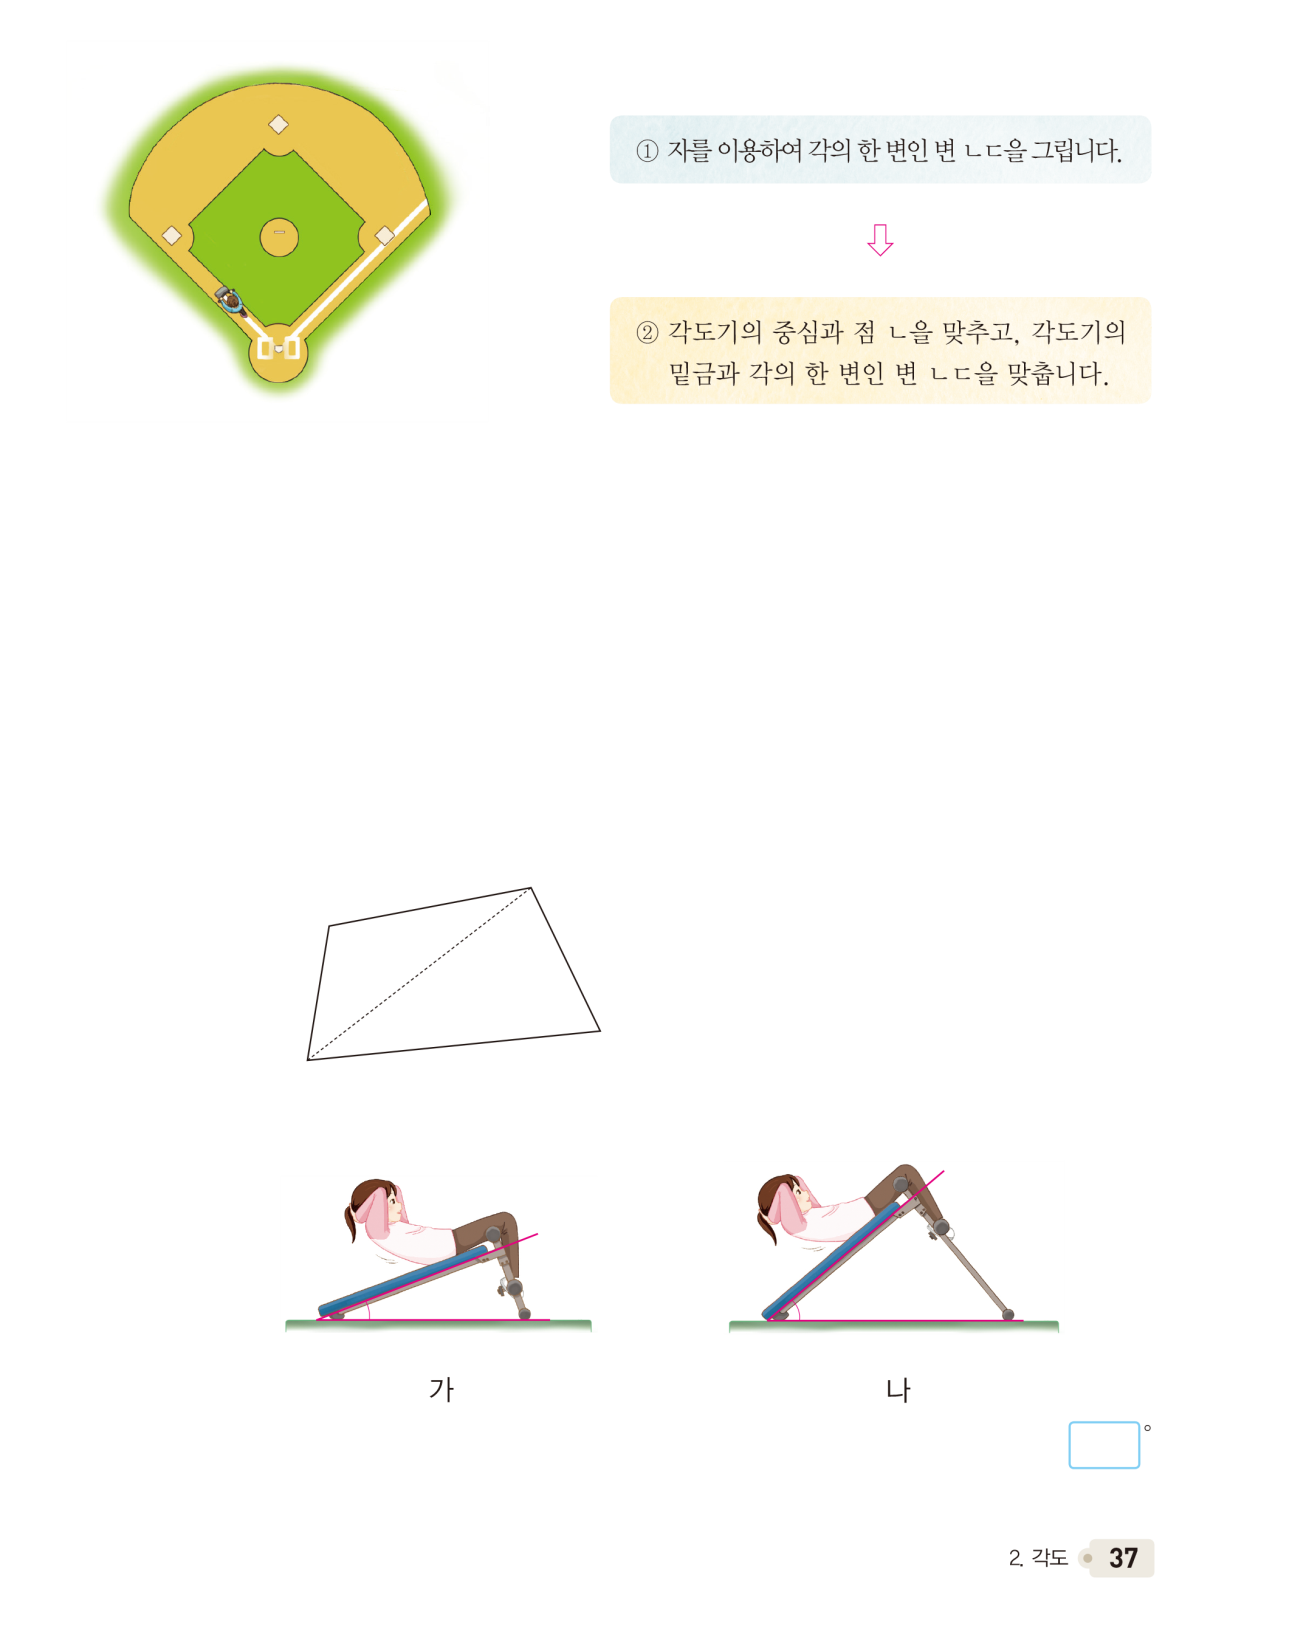 ① 자를 이용하여 각의 한 변인 변 ㄴㄷ을 그립니다.
② 각도기의 중심과 점 ㄴ을 맞추고, 각도기의
밑금과 각의 한 변인 변 ㄴㄷ을 맞춥니다.
가
나
°
2. 각도
37